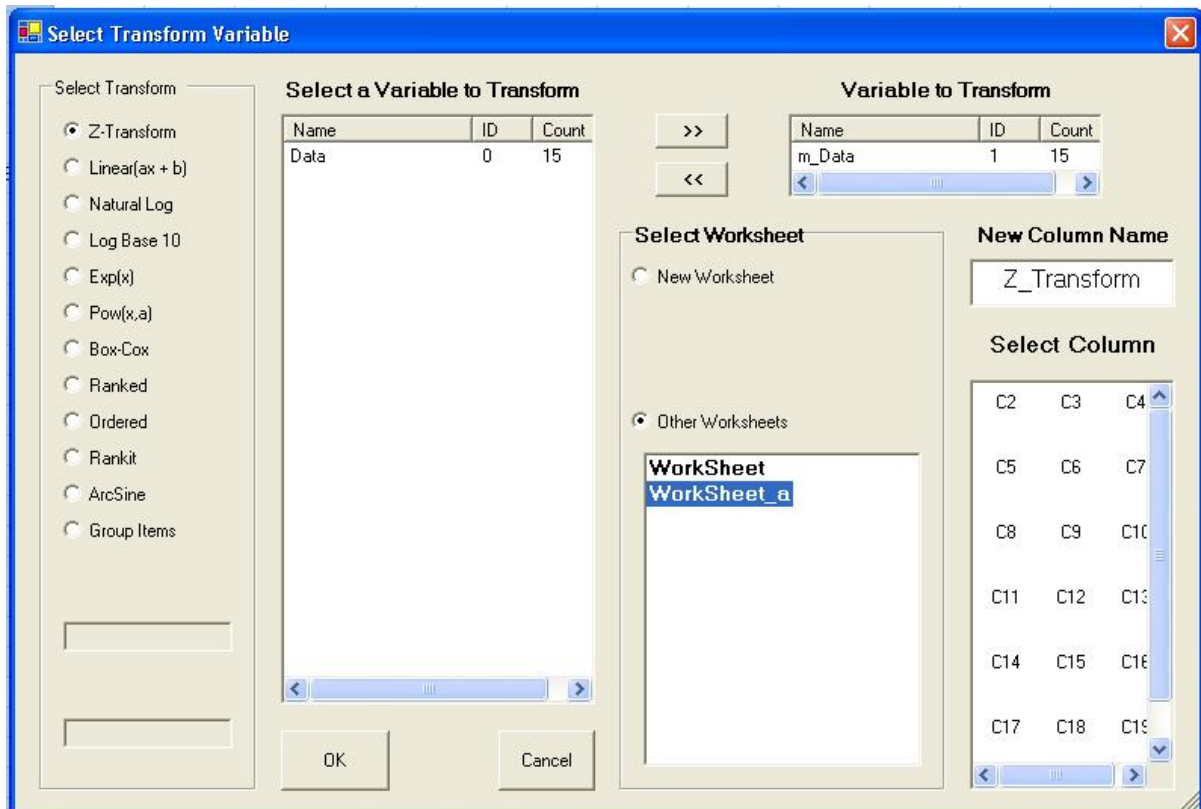 Select Transform Variable
Select Transform
Z-Transform
Linear(ax + b)
Natural Log
Log Base 10
Exp(x)
Pow(x,a)
Box-Cox
Ranked
Ordered
Rankit
ArcSine
Group Items
Select a Variable to Transform
Name ID Count
Data 0 15
OK
Cancel
>>
<<
Variable to Transform
Name ID Count
m_Data 1 15
Select Worksheet
New Worksheet
Other Worksheets
WorkSheet
WorkSheet_a
New Column Name
Z_Transform
Select Column
C2 C3 C4
C5 C6 C7
C8 C9
C11 C12
C14 C15
C17 C18